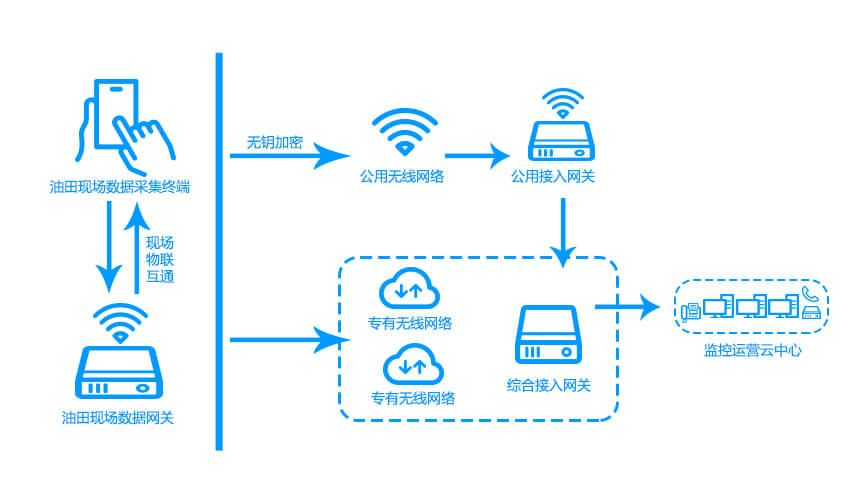 无钥加密
公用无线网络
公用接入网关
油田现场数据采集终端
现场
物联
互通
专有无线网络
专有无线网络
综合接入网关
监控运营云中心
油田现场数据网关